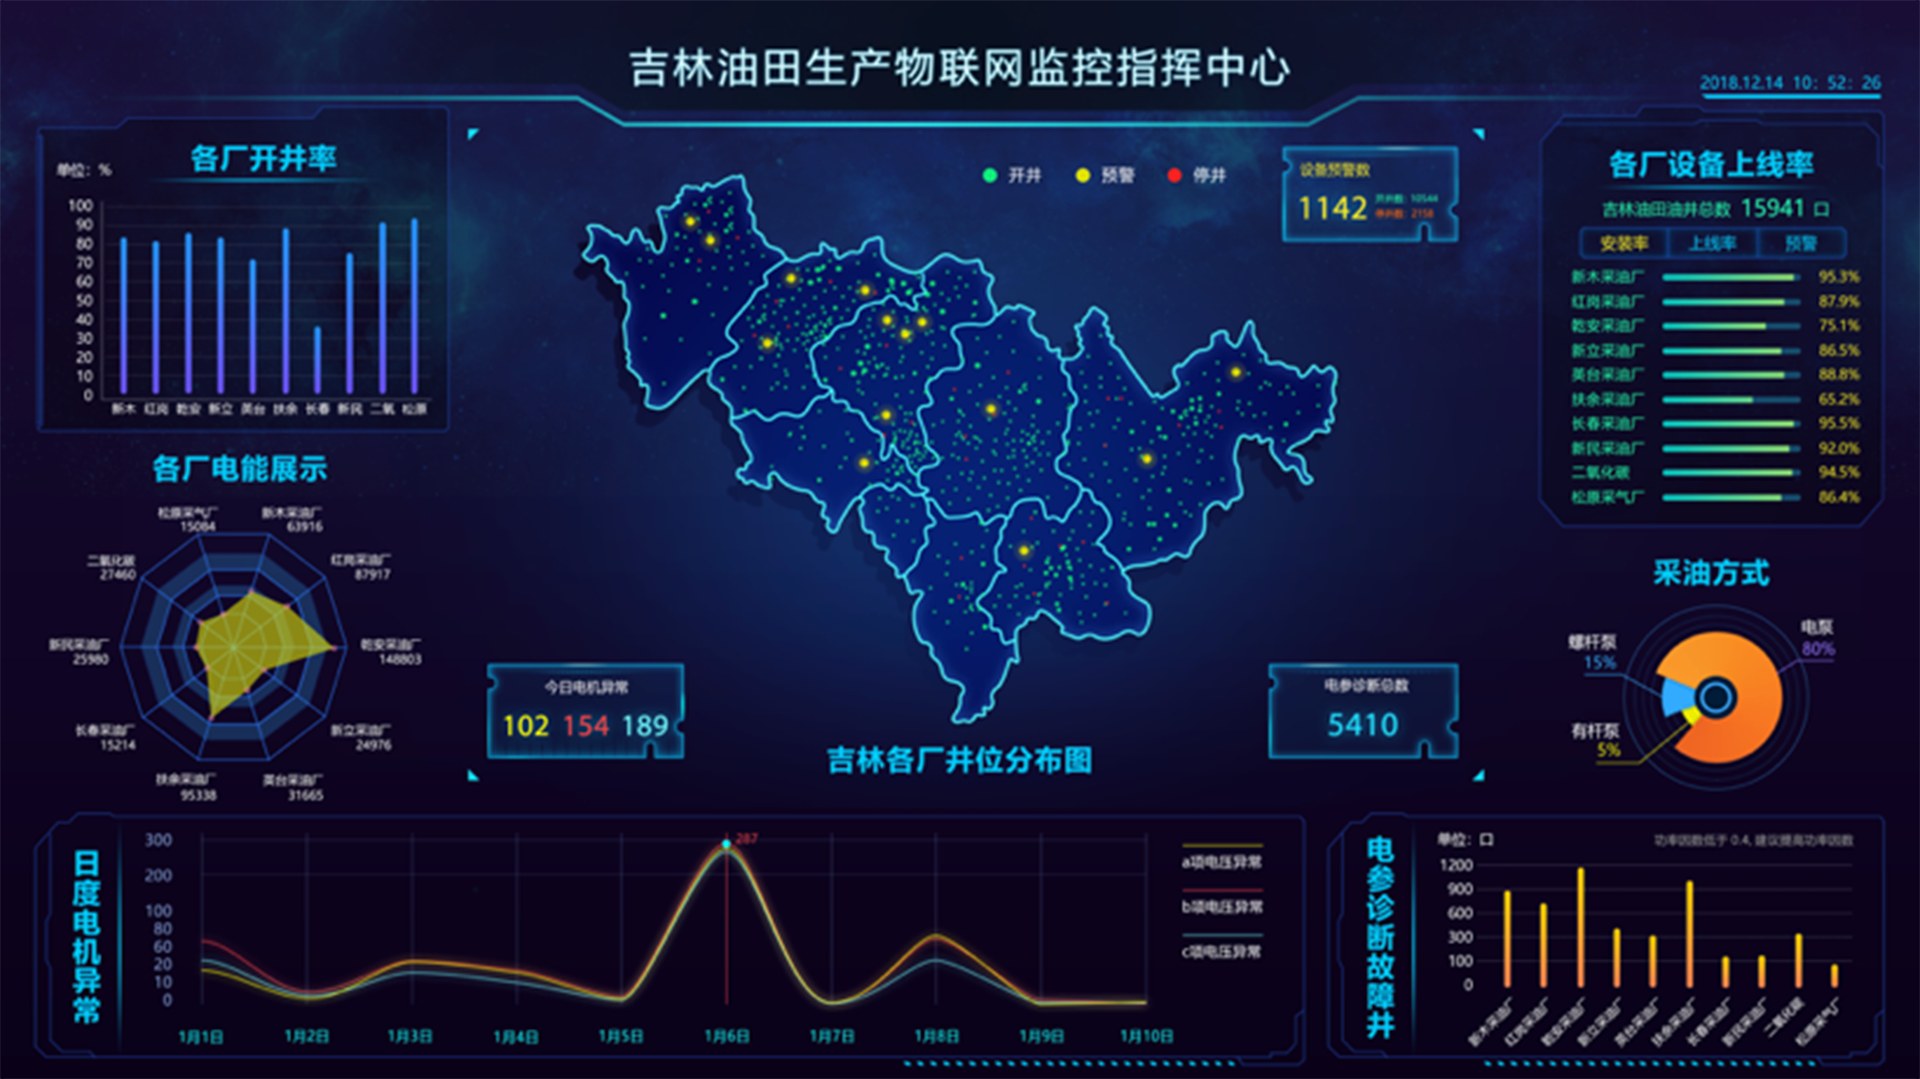 吉林油田生产物联网监控指挥中心
2018.12.14 10: 52: 26
各厂开井率
单位: %
100
90
80
70
60
50
40
30
20
10
0
新木 红岗 乾安 新立 英台 扶余 长春 新民 二氧 松原
各厂电能展示
松原采气厂
15084
新木采油厂
63916
二氧化碳
27460
红岗采油厂
87917
新民采油厂
25980
乾安采油厂
148803
长春采油厂
15214
新立采油厂
24976
扶余采油厂
95338
英台采油厂
31665
开井
预警
停井
设备预警数
1142
开井数: 10544
停井数: 2158
今日电机异常
102 154 189
吉林各厂井位分布图
电参诊断总数
5410
各厂设备上线率
吉林油田油井总数 15941 口
安装率 上线率 预警
新木采油厂 95.3%
红岗采油厂 87.9%
乾安采油厂 75.1%
新立采油厂 86.5%
英台采油厂 88.8%
扶余采油厂 65.2%
长春采油厂 95.5%
新民采油厂 92.0%
二氧化碳 94.5%
松原采气厂 86.4%
采油方式
电泵
80%
螺杆泵
15%
有杆泵
5%
日度电机异常
300
200
100
80
60
20
10
0
287
1月1日 1月2日 1月3日 1月4日 1月5日 1月6日 1月7日 1月8日 1月9日 1月10日
a项电压异常
b项电压异常
c项电压异常
电参诊断故障井
单位: 口
功率因数低于 0.4, 建议提高功率因数
1200
900
600
300
100
0
新木采油厂 红岗采油厂 乾安采油厂 新立采油厂 英台采油厂 扶余采油厂 长春采油厂 新民采油厂 二氧化碳 松原采气厂